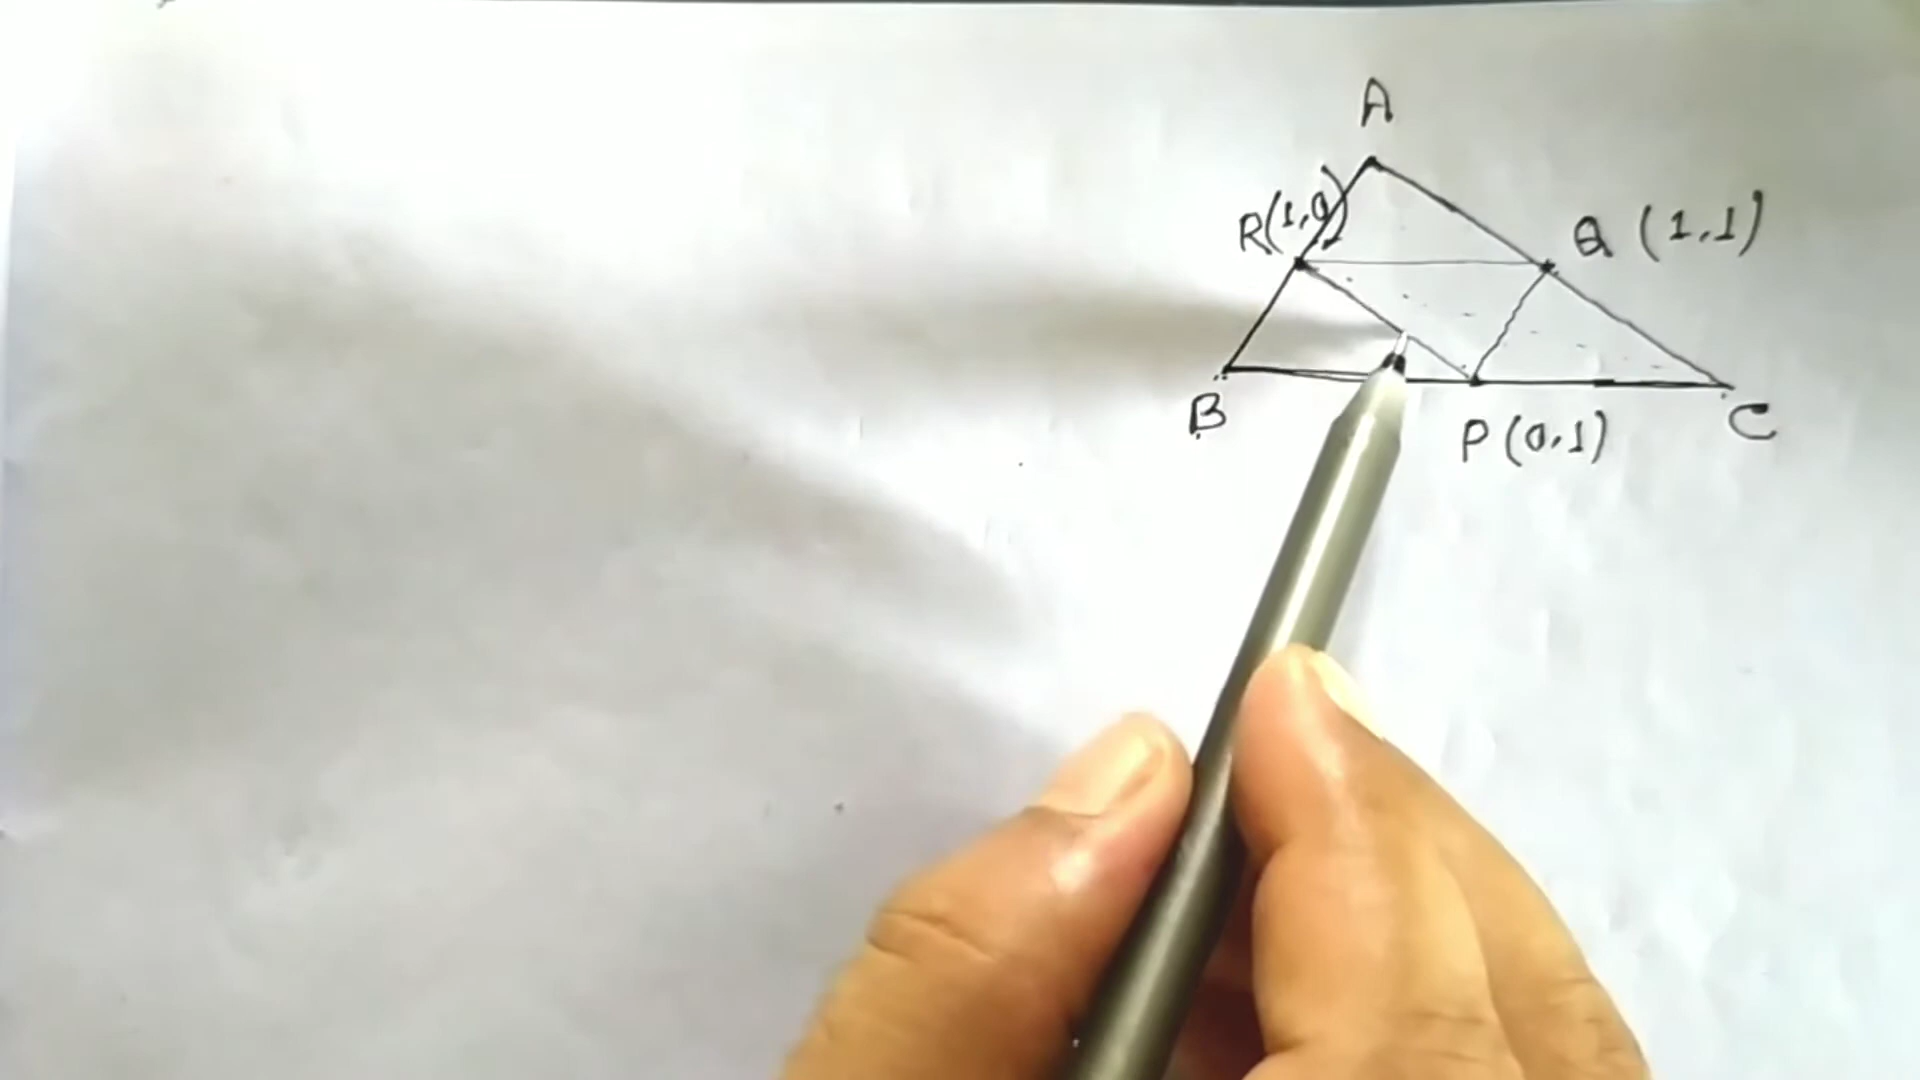 A
R(1,0)
Q (1,1)
B
P(0,1)
C